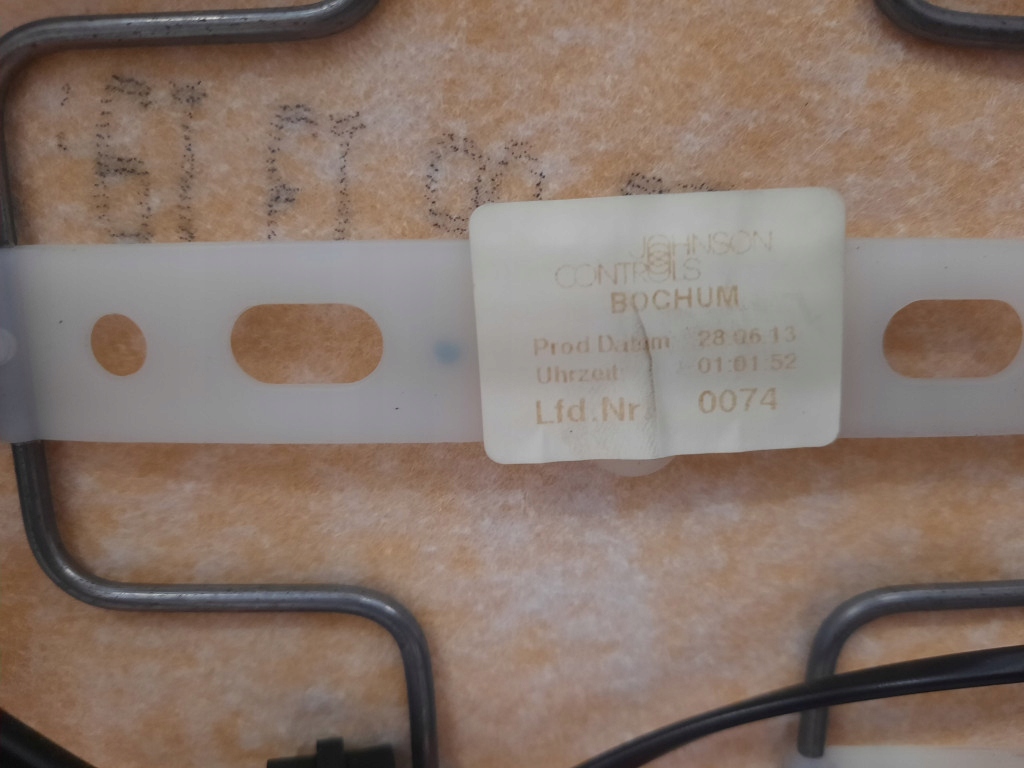 JOHNSON
CONTROLS
BOCHUM
Prod Datum 28.06.13
Uhrzeit: 01:01:52
Lfd.Nr. 0074